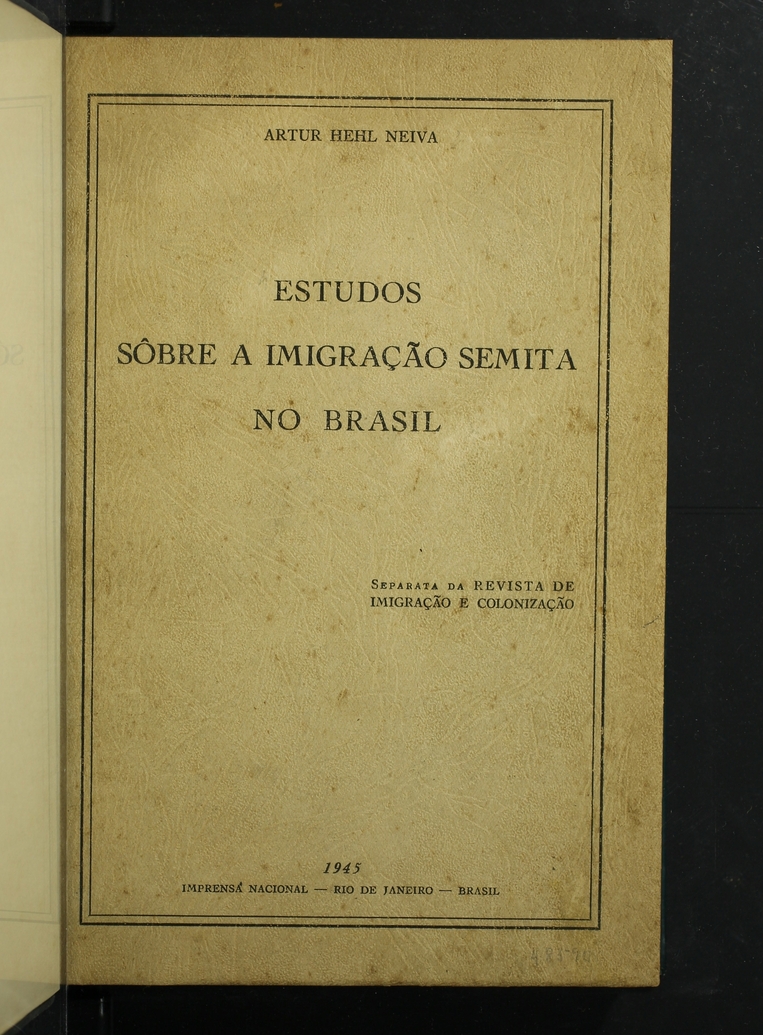 ARTUR HEHL NEIVA
ESTUDOS
SÔBRE A IMIGRAÇÃO SEMITA
NO BRASIL
SEPARATA DA REVISTA DE
IMIGRAÇÃO E COLONIZAÇÃO
1945
IMPRENSA NACIONAL — RIO DE JANEIRO — BRASIL